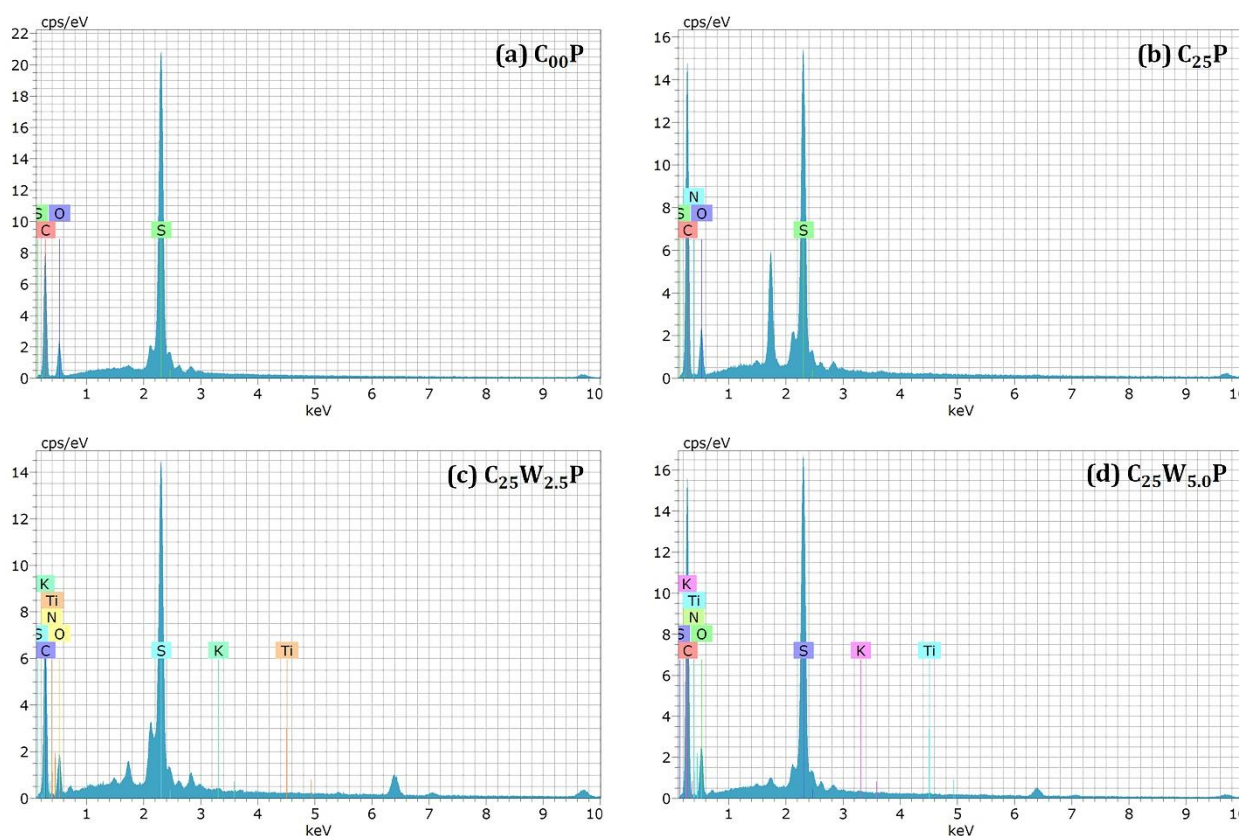 cps/eV
(a) C₀₀P
22
20
18
16
14
12
10
8
6
4
2
0
S O
C
S
1 2 3 4 5 6 7 8 9 10
keV
cps/eV
(b) C₂₅P
16
14
12
10
8
6
4
2
0
N
S O
C
S
1 2 3 4 5 6 7 8 9 10
keV
cps/eV
(c) C₂₅W₂.₅P
14
12
10
8
6
4
2
0
K
Ti
N
S O
C
S K Ti
1 2 3 4 5 6 7 8 9 10
keV
cps/eV
(d) C₂₅W₅.₀P
16
14
12
10
8
6
4
2
0
K
Ti
N
S O
C
S K Ti
1 2 3 4 5 6 7 8 9 10
keV